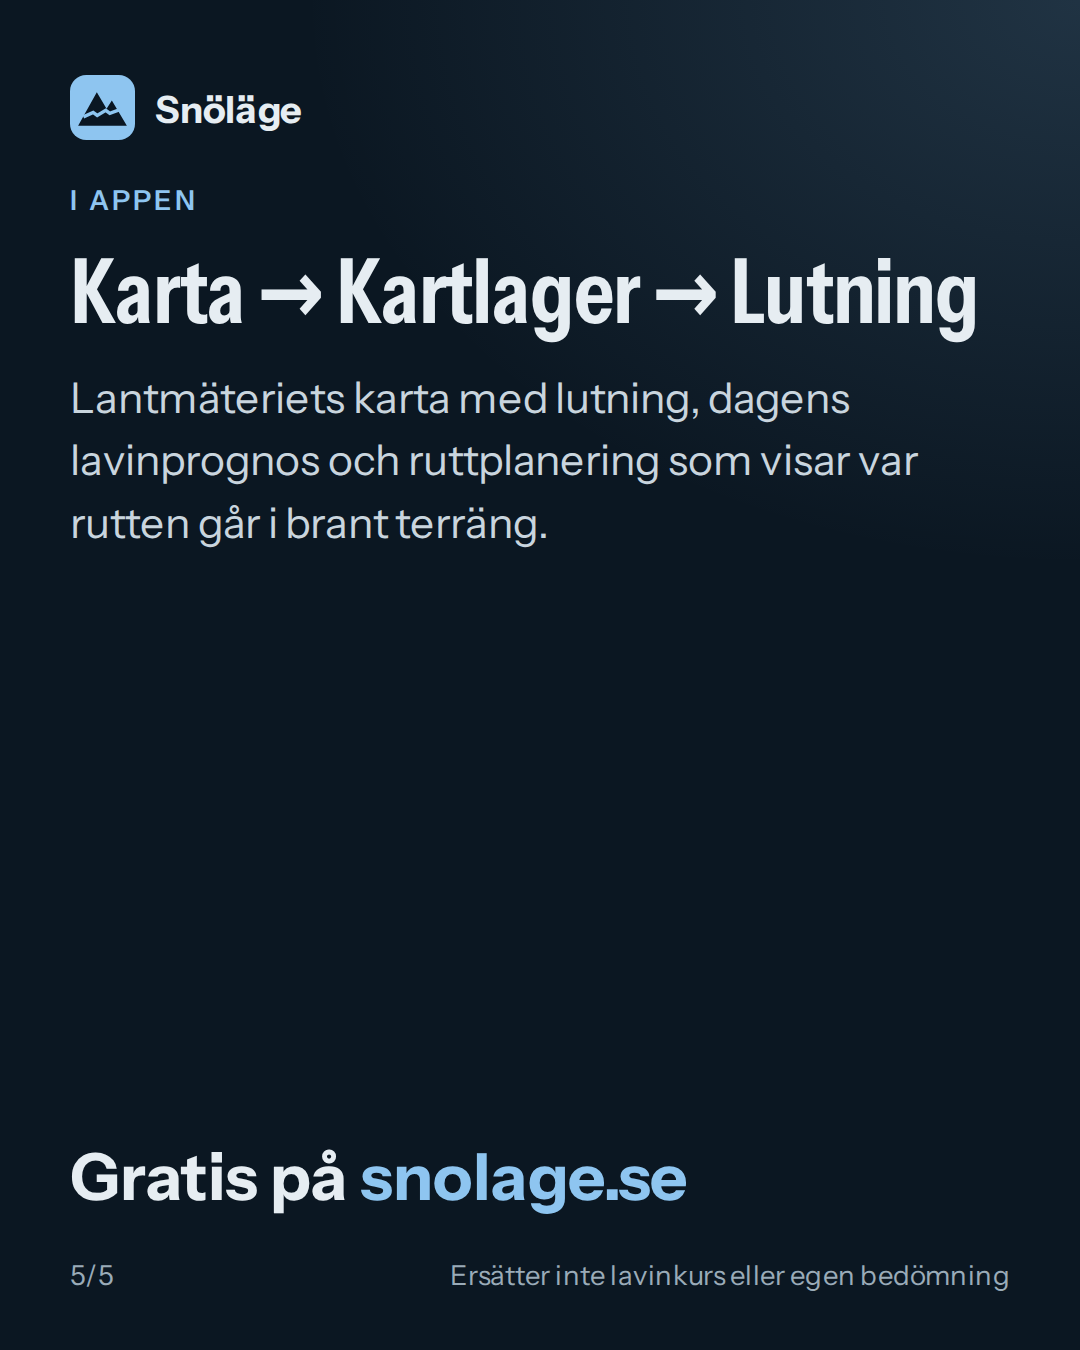 Snöläge
I APPEN
Karta → Kartlager → Lutning
Lantmäteriets karta med lutning, dagens
lavinprognos och ruttplanering som visar var
rutten går i brant terräng.
Gratis på snolage.se
5/5
Ersätter inte lavinkurs eller egen bedömning